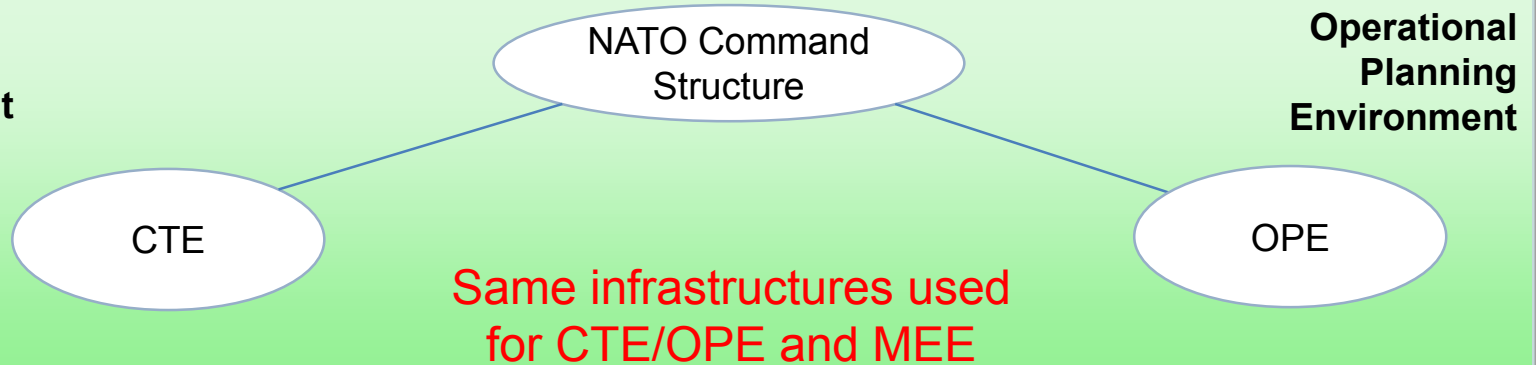 NATO Command
Structure
Operational
Planning
Environment
t
CTE
OPE
Same infrastructures used
for CTE/OPE and MEE